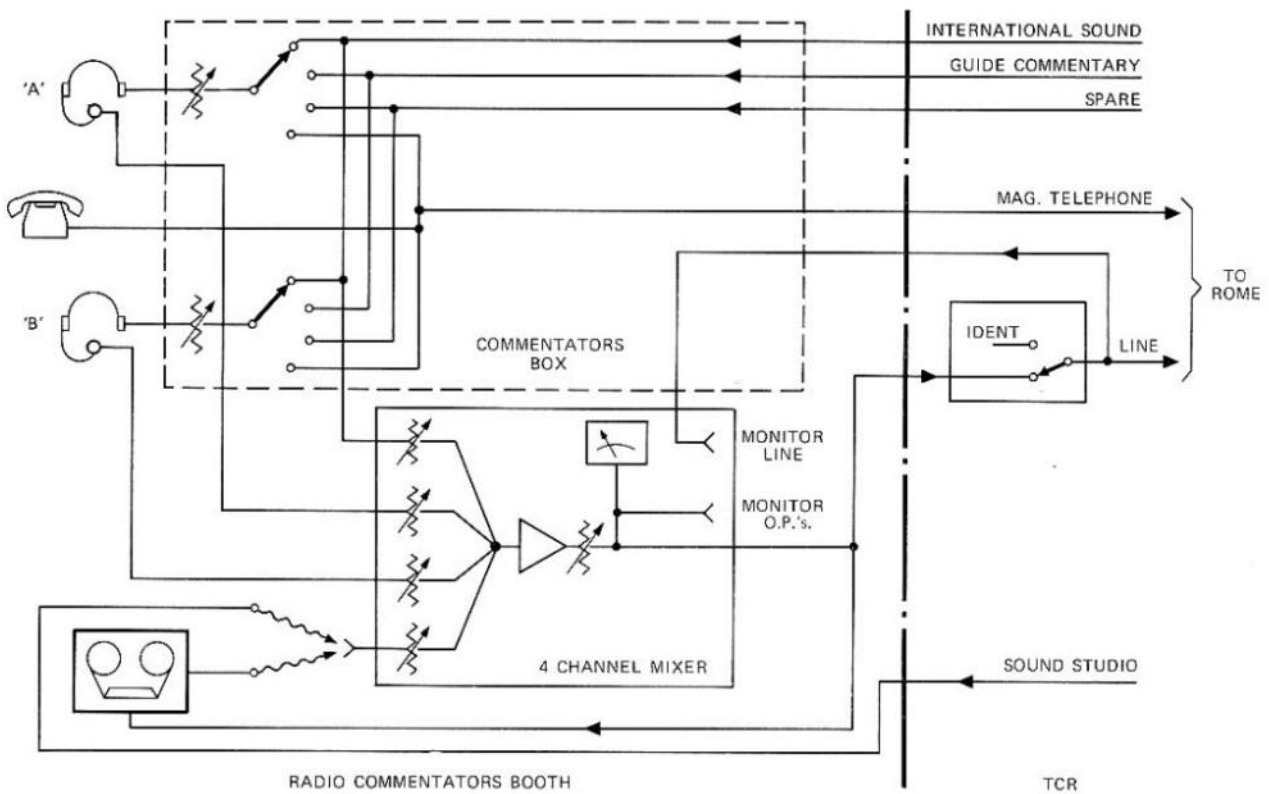 INTERNATIONAL SOUND
GUIDE COMMENTARY
SPARE
'A'
MAG. TELEPHONE
TO
ROME
'B'
COMMENTATORS
BOX
IDENT
LINE
MONITOR
LINE
MONITOR
O.P.'s.
4 CHANNEL MIXER
SOUND STUDIO
RADIO COMMENTATORS BOOTH
TCR